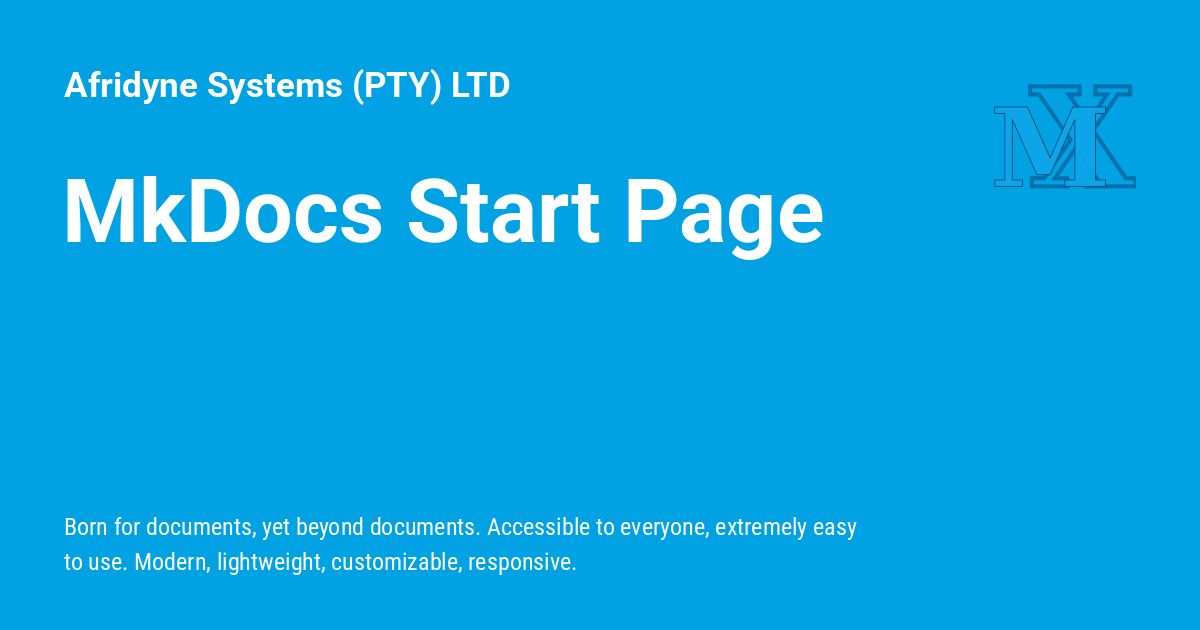 Afridyne Systems (PTY) LTD
MX
MkDocs Start Page
Born for documents, yet beyond documents. Accessible to everyone, extremely easy
to use. Modern, lightweight, customizable, responsive.